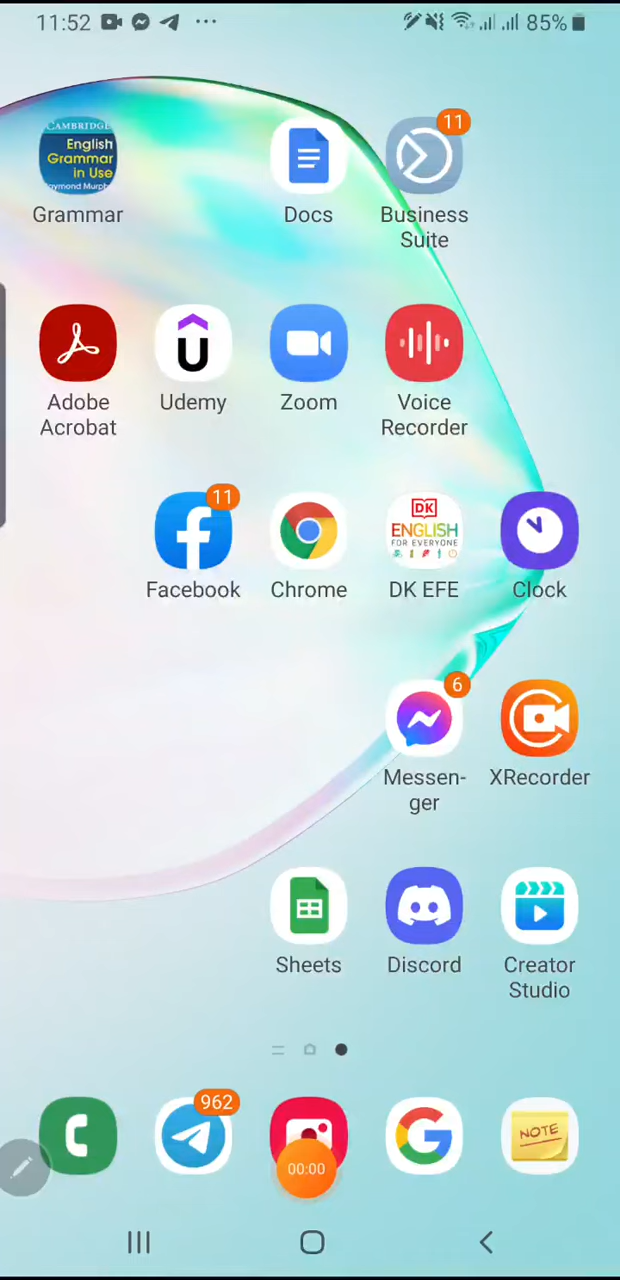 11:52 85%
CAMBRIDGE
English
Grammar
in Use
Raymond Murphy
11
Grammar Docs Business
Suite
Adobe
Acrobat Udemy Zoom Voice
Recorder
11
DK
ENGLISH
FOR EVERYONE
Facebook Chrome DK EFE Clock
6
Messen-
ger XRecorder
Sheets Discord Creator
Studio
962
NOTE
00:00